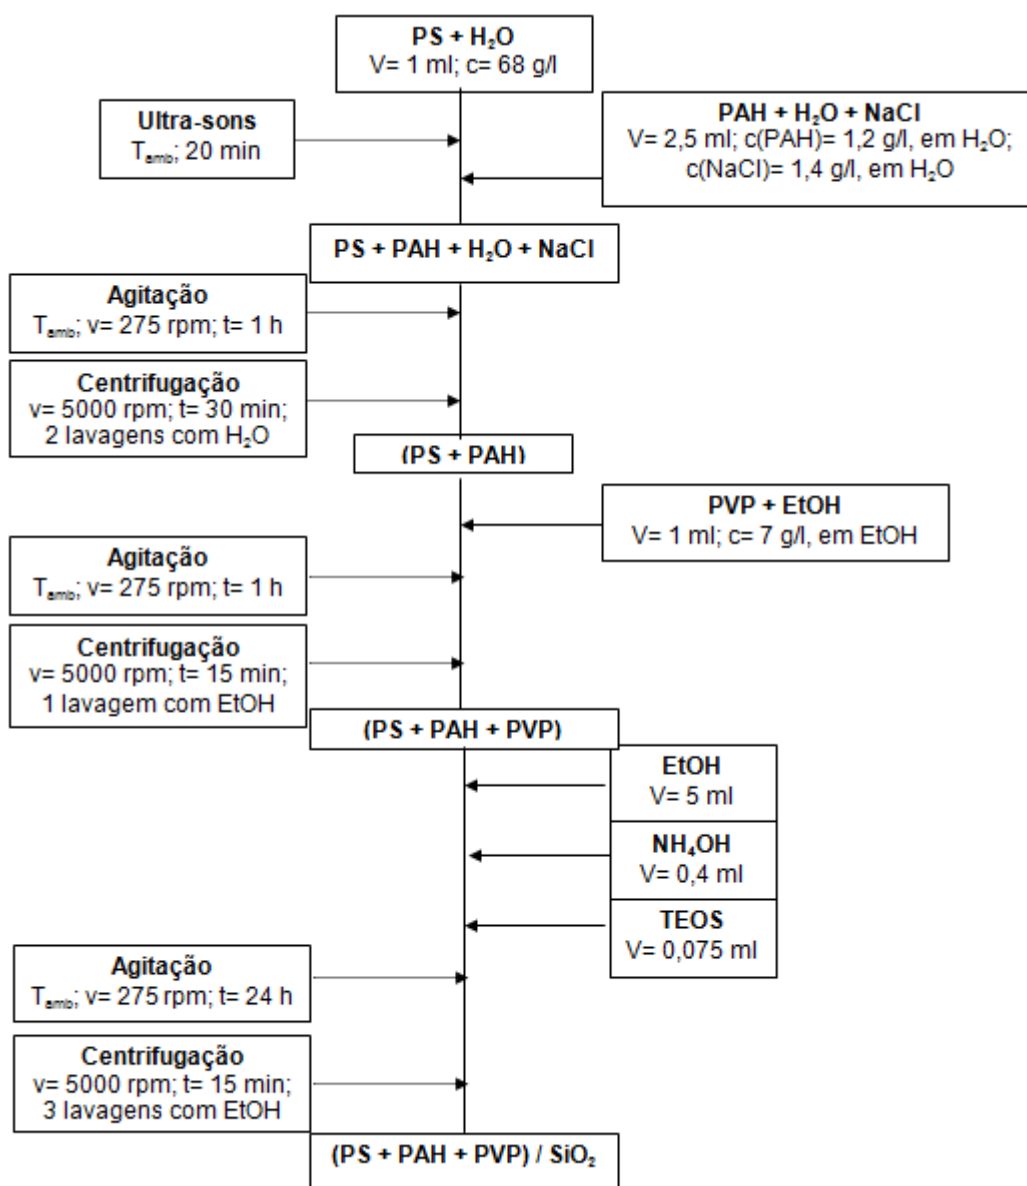 PS + H₂O
V= 1 ml; c= 68 g/l
Ultra-sons
Tₐₘᵦ; 20 min
PAH + H₂O + NaCl
V= 2,5 ml; c(PAH)= 1,2 g/l, em H₂O;
c(NaCl)= 1,4 g/l, em H₂O
PS + PAH + H₂O + NaCl
Agitação
Tₐₘᵦ; v= 275 rpm; t= 1 h
Centrifugação
v= 5000 rpm; t= 30 min;
2 lavagens com H₂O
(PS + PAH)
PVP + EtOH
V= 1 ml; c= 7 g/l, em EtOH
Agitação
Tₐₘᵦ; v= 275 rpm; t= 1 h
Centrifugação
v= 5000 rpm; t= 15 min;
1 lavagem com EtOH
(PS + PAH + PVP)
EtOH
V= 5 ml
NH₄OH
V= 0,4 ml
TEOS
V= 0,075 ml
Agitação
Tₐₘᵦ; v= 275 rpm; t= 24 h
Centrifugação
v= 5000 rpm; t= 15 min;
3 lavagens com EtOH
(PS + PAH + PVP) / SiO₂